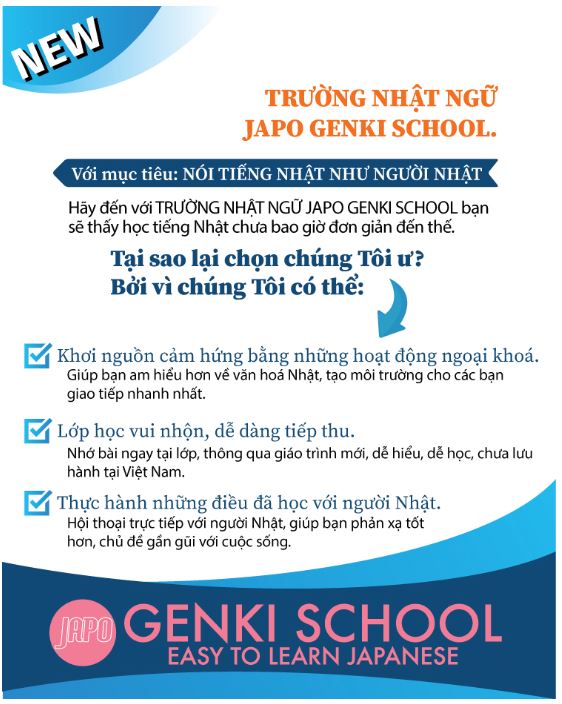 NEW
TRƯỜNG NHẬT NGỮ
JAPO GENKI SCHOOL.
Với mục tiêu: NÓI TIẾNG NHẬT NHƯ NGƯỜI NHẬT
Hãy đến với TRƯỜNG NHẬT NGỮ JAPO GENKI SCHOOL bạn
sẽ thấy học tiếng Nhật chưa bao giờ đơn giản đến thế.
Tại sao lại chọn chúng Tôi ư?
Bởi vì chúng Tôi có thể:
Khơi nguồn cảm hứng bằng những hoạt động ngoại khoá.
Giúp bạn am hiểu hơn về văn hoá Nhật, tạo môi trường cho các bạn
giao tiếp nhanh nhất.
Lớp học vui nhộn, dễ dàng tiếp thu.
Nhớ bài ngay tại lớp, thông qua giáo trình mới, dễ hiểu, dễ học, chưa lưu
hành tại Việt Nam.
Thực hành những điều đã học với người Nhật.
Hội thoại trực tiếp với người Nhật, giúp bạn phản xạ tốt
hơn, chủ đề gần gũi với cuộc sống.
JAPO GENKI SCHOOL
EASY TO LEARN JAPANESE